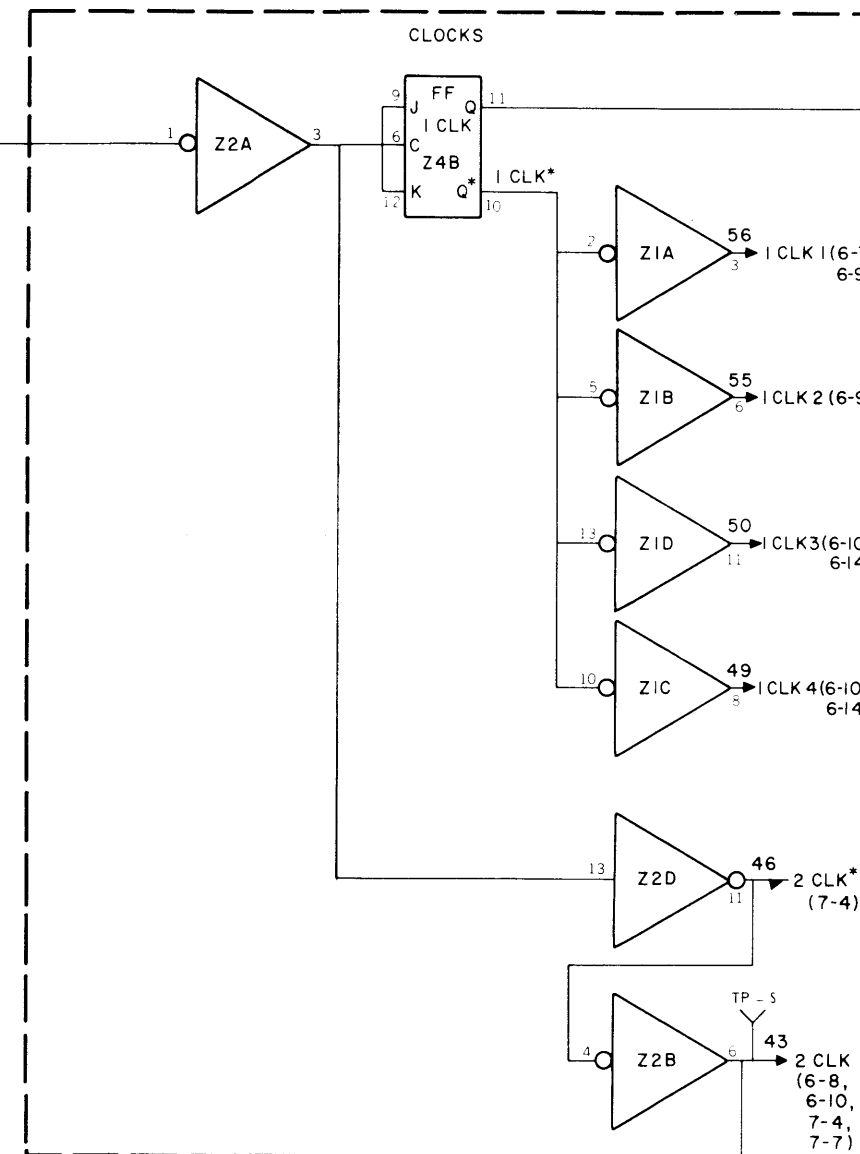 CLOCKS
9 J FF Q 11
1 CLK
1 Z2A 3
6 C
Z4B
12 K Q* 10
1 CLK*
2 Z1A 56 3
1 CLK 1 (6-
6-9
5 Z1B 55 6
1 CLK 2 (6-9
13 Z1D 50 11
1 CLK3(6-10
6-14
10 Z1C 49 8
1 CLK 4(6-10
6-14
13 Z2D 46 11
2 CLK*
(7-4)
TP-S
4 Z2B 6 43
2 CLK
(6-8,
6-10,
7-4,
7-7)